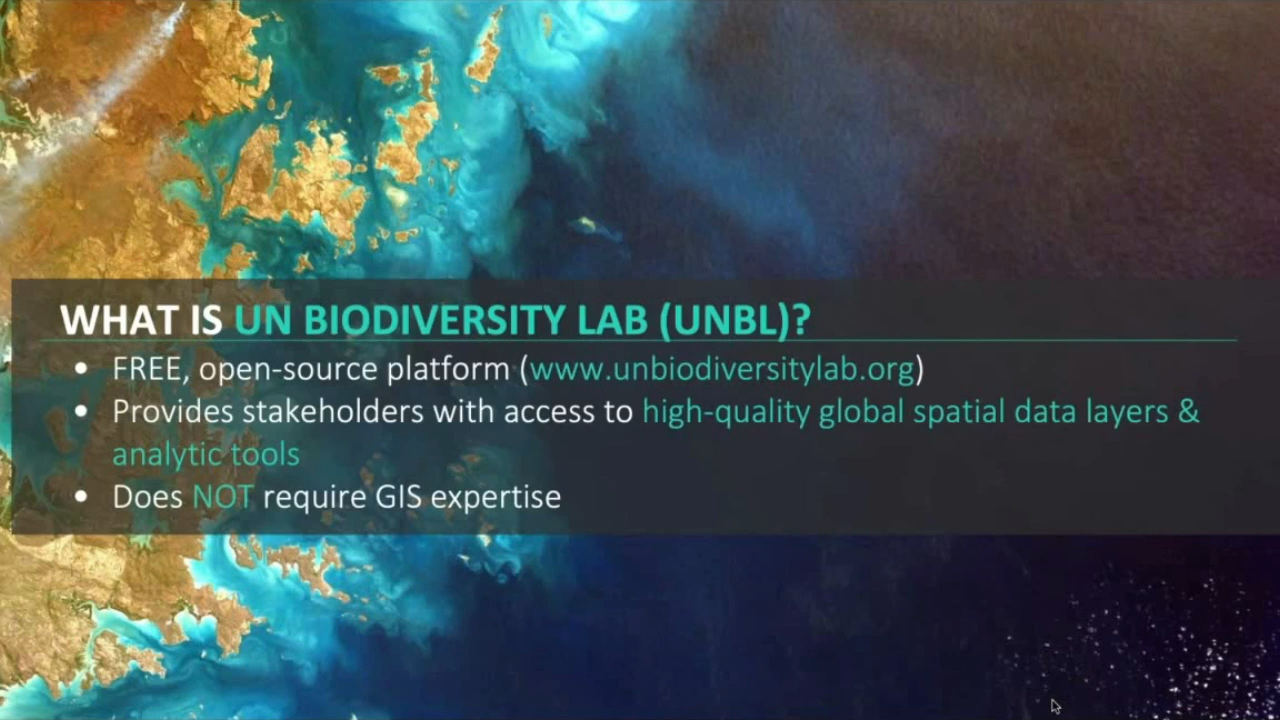 WHAT IS UN BIODIVERSITY LAB (UNBL)?
• FREE, open-source platform (www.unbiodiversitylab.org)
• Provides stakeholders with access to high-quality global spatial data layers &
analytic tools
• Does NOT require GIS expertise